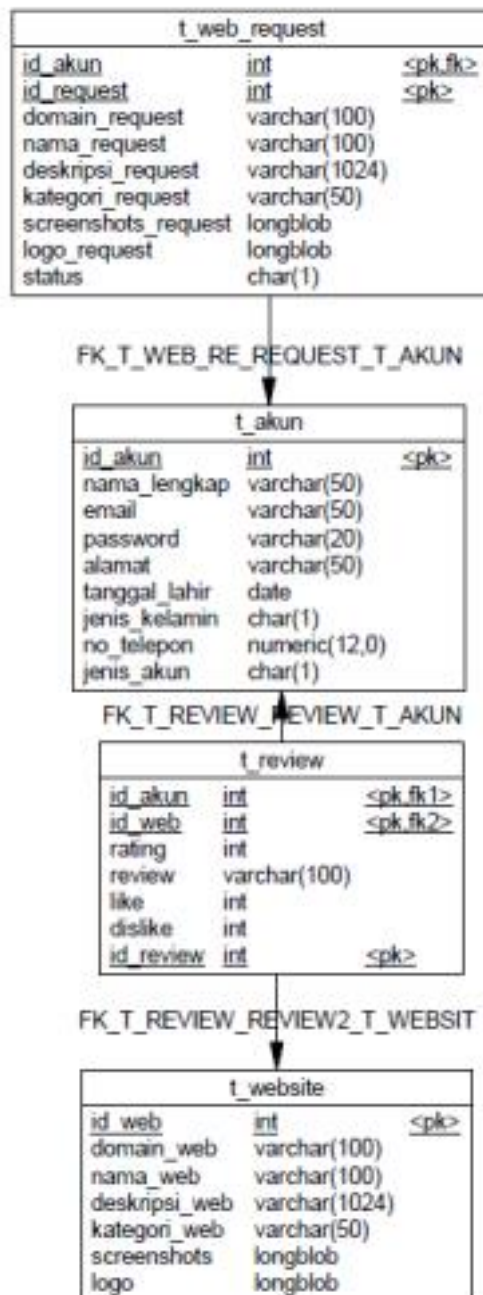 t_web_request
id_akun int <pk,fk>
id_request int <pk>
domain_request varchar(100)
nama_request varchar(100)
deskripsi_request varchar(1024)
kategori_request varchar(50)
screenshots_request longblob
logo_request longblob
status char(1)
FK_T_WEB_RE_REQUEST_T_AKUN
t_akun
id_akun int <pk>
nama_lengkap varchar(50)
email varchar(50)
password varchar(20)
alamat varchar(50)
tanggal_lahir date
jenis_kelamin char(1)
no_telepon numeric(12,0)
jenis_akun char(1)
FK_T_REVIEW_REVIEW_T_AKUN
t_review
id_akun int <pk,fk1>
id_web int <pk,fk2>
rating int
review varchar(100)
like int
dislike int
id_review int <pk>
FK_T_REVIEW_REVIEW2_T_WEBSIT
t_website
id_web int <pk>
domain_web varchar(100)
nama_web varchar(100)
deskripsi_web varchar(1024)
kategori_web varchar(50)
screenshots longblob
logo longblob